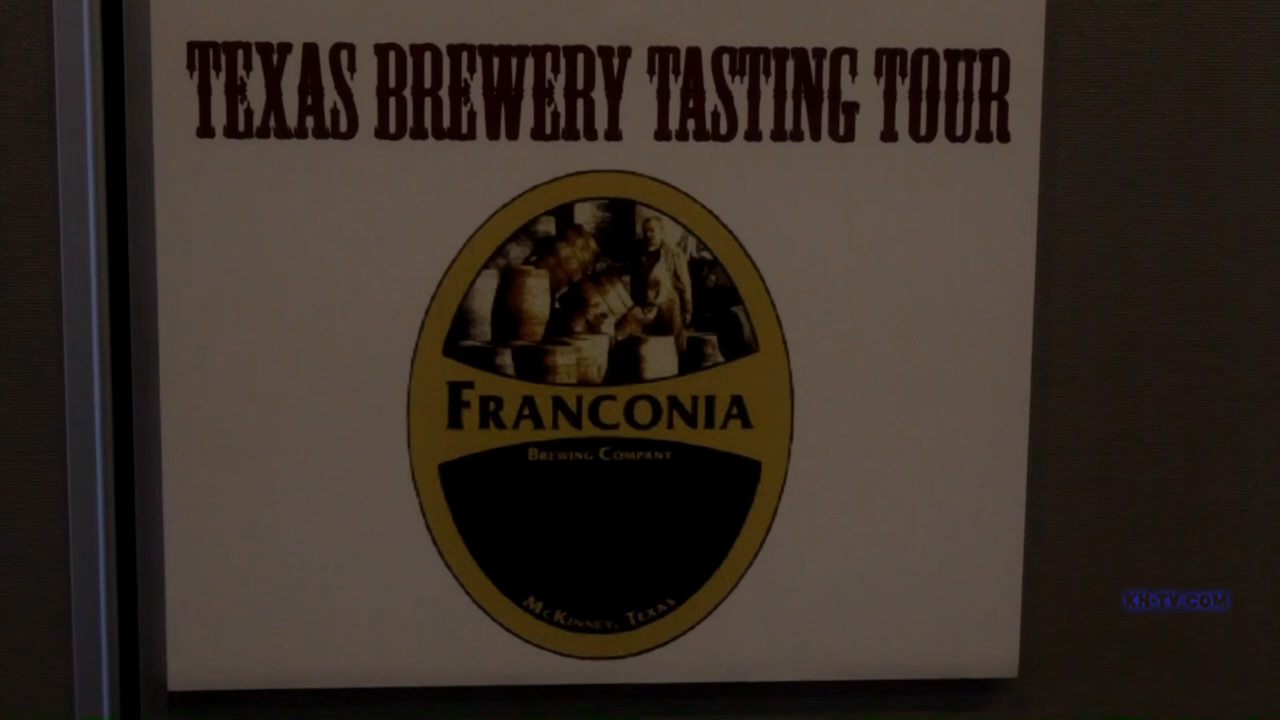 TEXAS BREWERY TASTING TOUR
FRANCONIA
BREWING COMPANY
MCKINNEY, TEXAS
KH-TV.COM